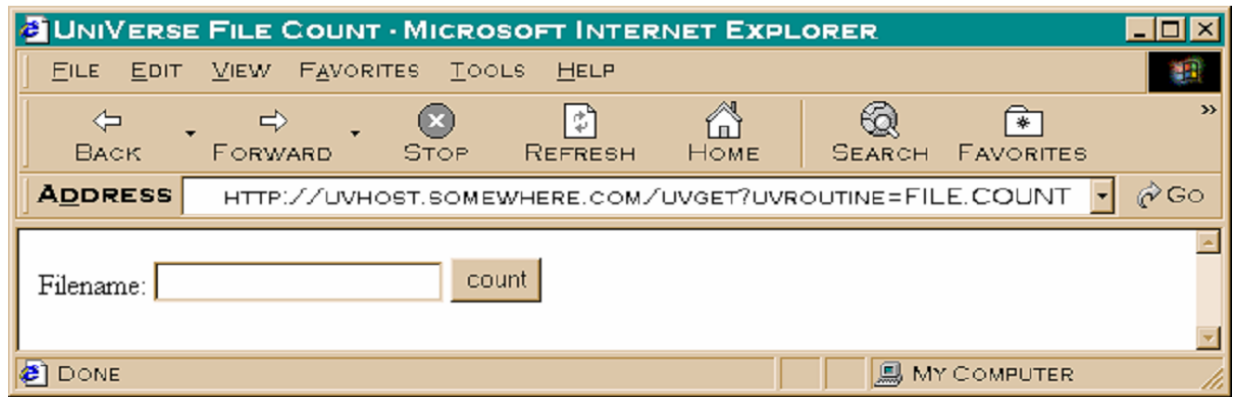 UniVerse File Count - Microsoft Internet Explorer
File Edit View Favorites Tools Help
Back Forward Stop Refresh Home Search Favorites »
Address http://uvhost.somewhere.com/uvget?uvroutine=FILE.COUNT Go
Filename: count
Done My Computer